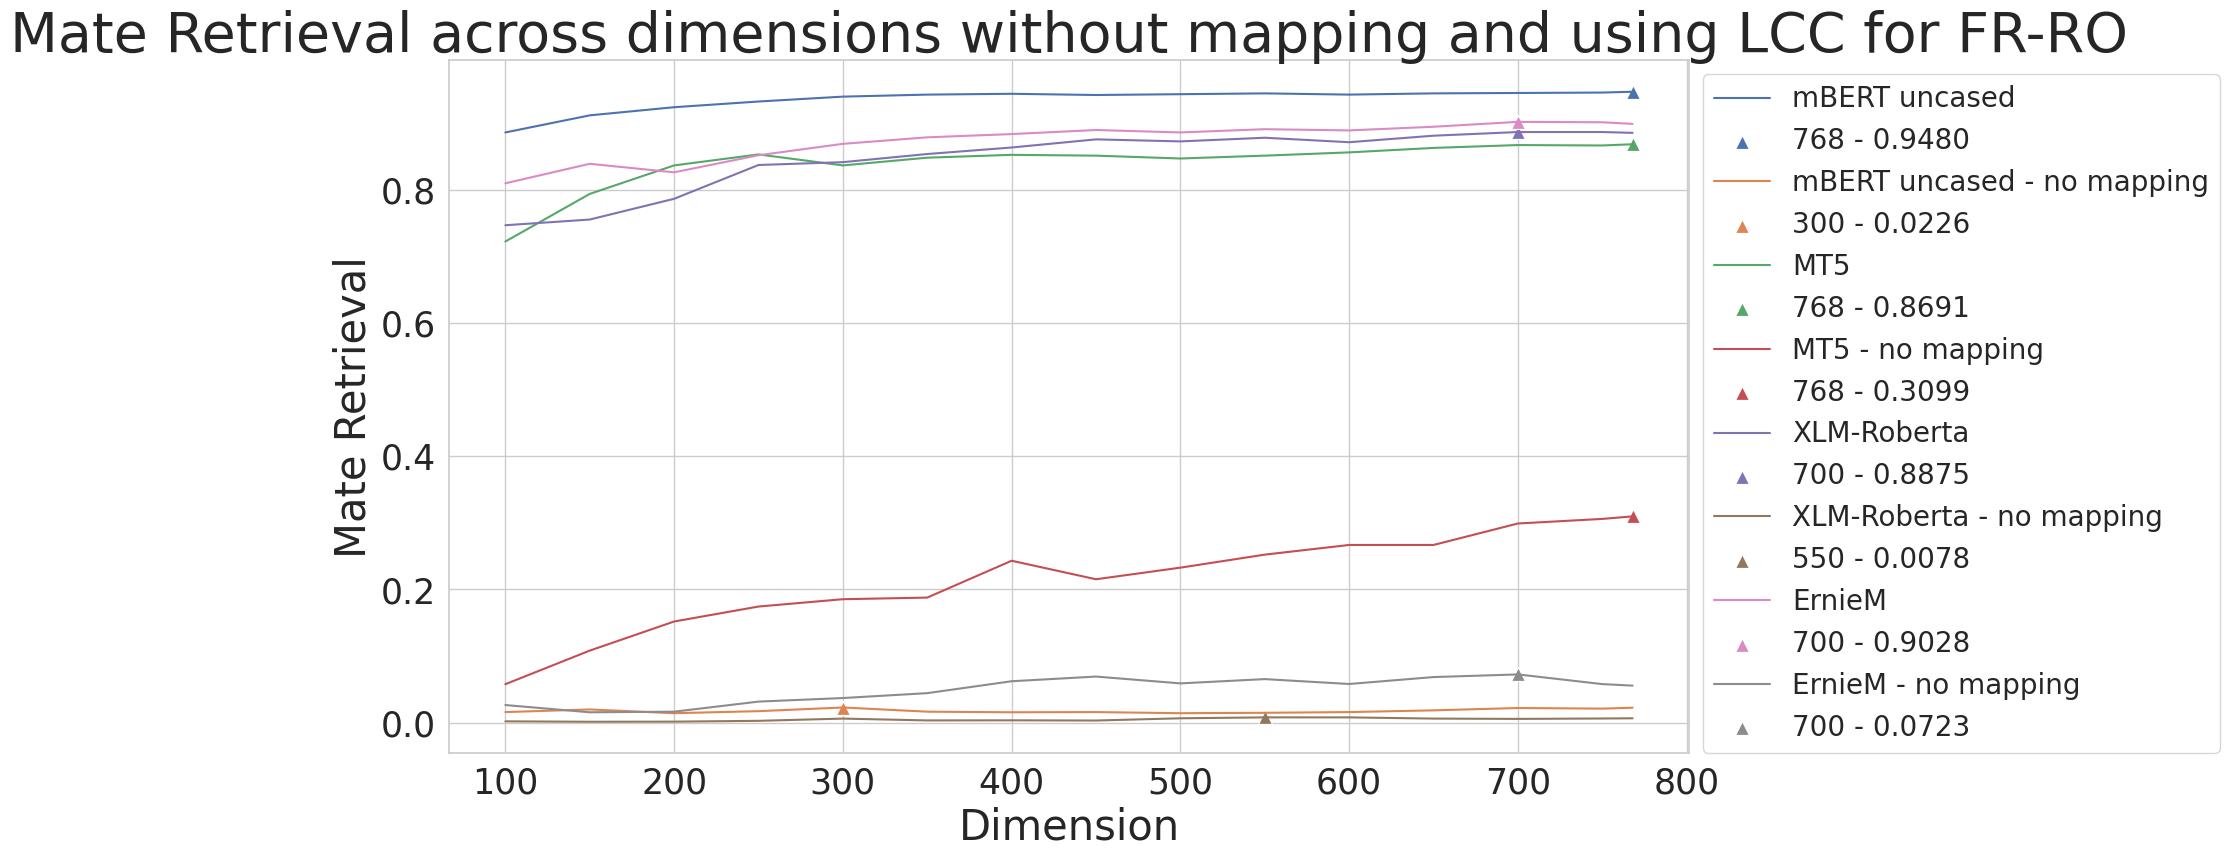 Mate Retrieval across dimensions without mapping and using LCC for FR-RO
Mate Retrieval
0.8
0.6
0.4
0.2
0.0
100 200 300 400 500 600 700 800
Dimension
mBERT uncased
768 - 0.9480
mBERT uncased - no mapping
300 - 0.0226
MT5
768 - 0.8691
MT5 - no mapping
768 - 0.3099
XLM-Roberta
700 - 0.8875
XLM-Roberta - no mapping
550 - 0.0078
ErnieM
700 - 0.9028
ErnieM - no mapping
700 - 0.0723